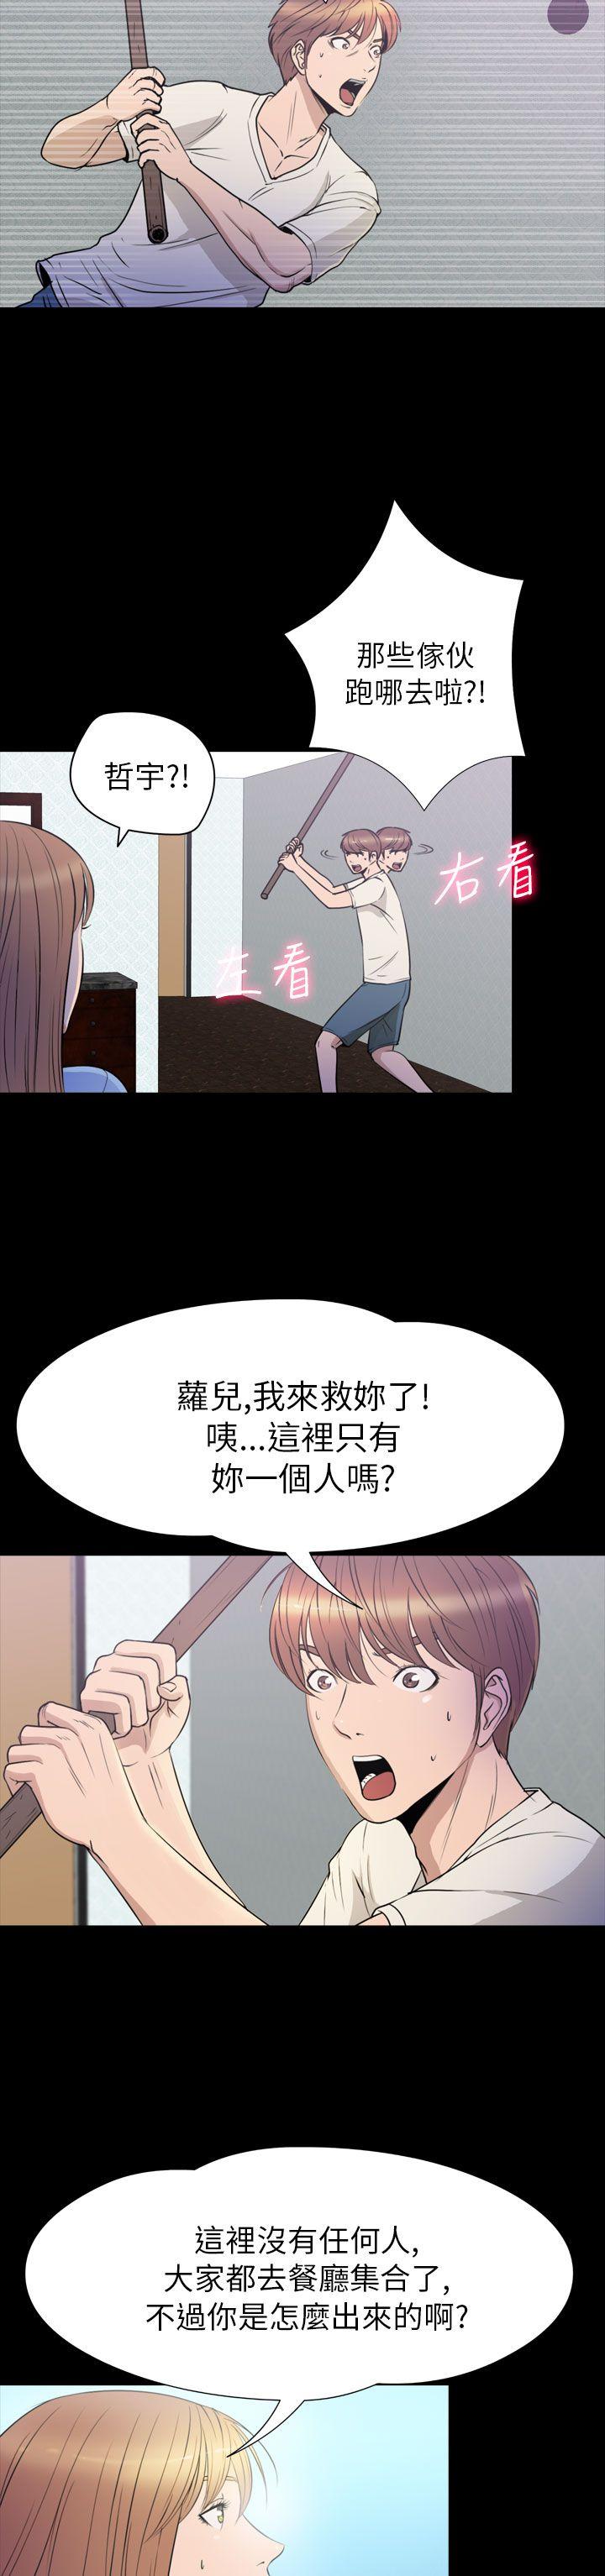 那些傢伙
跑哪去啦?!
哲宇?!
右看
左看
蘿兒,我來救妳了!
咦...這裡只有
妳一個人嗎?
這裡沒有任何人,
大家都去餐廳集合了,
不過你是怎麼出來的啊?